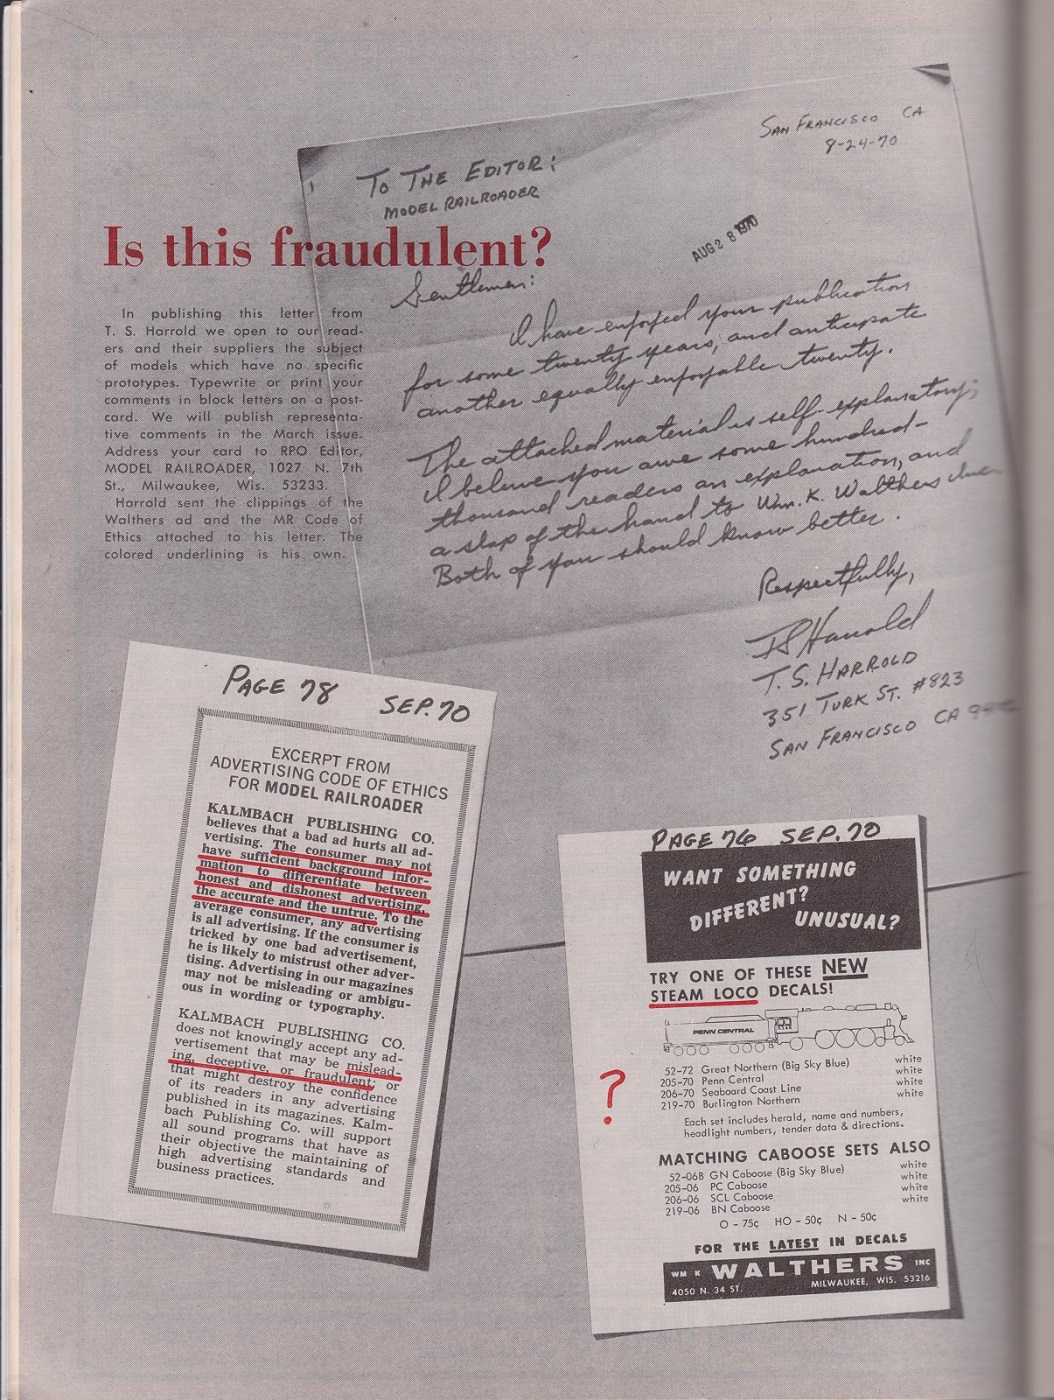 SAN FRANCISCO CA
8-24-70
TO THE EDITOR:
MODEL RAILROADER
AUG 28 1970
Is this fraudulent?
In publishing this letter from
T. S. Harrold we open to our read-
ers and their suppliers the subject
of models which have no specific
prototypes. Typewrite or print your
comments in block letters on a post-
card. We will publish representa-
tive comments in the March issue.
Address your card to RPO Editor,
MODEL RAILROADER, 1027 N. 7th
St., Milwaukee, Wis. 53233.
Harrold sent the clippings of the
Walthers ad and the MR Code of
Ethics attached to his letter. The
colored underlining is his own.
Gentlemen:
I have enjoyed your publication
for some twenty years, and anticipate
another equally enjoyable twenty.
The attached material is self-explanatory;
I believe you owe some hundred-
thousand readers an explanation, and
a slap of the hand to Wm. K. Walthers Inc.
Both of you should know better.
Respectfully,
TS Harrold
T. S. HARROLD
351 TURK ST. #823
SAN FRANCISCO CA
PAGE 78 SEP. 70
EXCERPT FROM
ADVERTISING CODE OF ETHICS
FOR MODEL RAILROADER
KALMBACH PUBLISHING CO.
believes that a bad ad hurts all ad-
vertising. The consumer may not
have sufficient background infor-
mation to differentiate between
honest and dishonest advertising,
the accurate and the untrue. To the
average consumer, any advertising
is all advertising. If the consumer is
tricked by one bad advertisement,
he is likely to mistrust other adver-
tising. Advertising in our magazines
may not be misleading or ambigu-
ous in wording or typography.
KALMBACH PUBLISHING CO.
does not knowingly accept any ad-
vertisement that may be mislead-
ing, deceptive, or fraudulent; or
that might destroy the confidence
of its readers in any advertising
published in its magazines. Kalm-
bach Publishing Co. will support
all sound programs that have as
their objective the maintaining of
high advertising standards and
business practices.
PAGE 76 SEP. 70
WANT SOMETHING
DIFFERENT?
UNUSUAL?
TRY ONE OF THESE NEW
STEAM LOCO DECALS!
PENN CENTRAL
?
52-72 Great Northern (Big Sky Blue) white
205-70 Penn Central white
206-70 Seaboard Coast Line white
219-70 Burlington Northern white
Each set includes herald, name and numbers,
headlight numbers, tender data & directions.
MATCHING CABOOSE SETS ALSO
52-06B GN Caboose (Big Sky Blue) white
205-06 PC Caboose white
206-06 SCL Caboose white
219-06 BN Caboose white
O - 75¢ HO - 50¢ N - 50¢
FOR THE LATEST IN DECALS
WM K WALTHERS INC
4050 N. 34 ST. MILWAUKEE, WIS. 53216